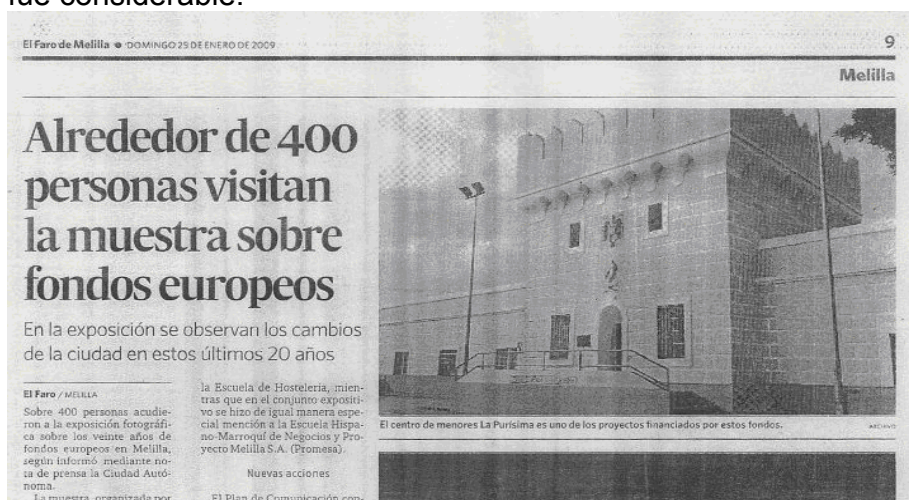 fue considerable.
El Faro de Melilla ● DOMINGO 25 DE ENERO DE 2009
9
Melilla
Alrededor de 400
personas visitan
la muestra sobre
fondos europeos
En la exposición se observan los cambios
de la ciudad en estos últimos 20 años
El Faro / MELILLA
Sobre 400 personas acudie-
ron a la exposición fotográfi-
ca sobre los veinte años de
fondos europeos en Melilla,
según informó mediante no-
ta de prensa la Ciudad Autó-
noma.
La muestra, organizada por
la Escuela de Hostelería, mien-
tras que en el conjunto expositi-
vo se hizo de igual manera espe-
cial mención a la Escuela Hispa-
no-Marroquí de Negocios y Pro-
yecto Melilla S.A. (Promesa).
Nuevas acciones
El Plan de Comunicación con-
El centro de menores La Purísima es uno de los proyectos financiados por estos fondos.
ARCHIVO